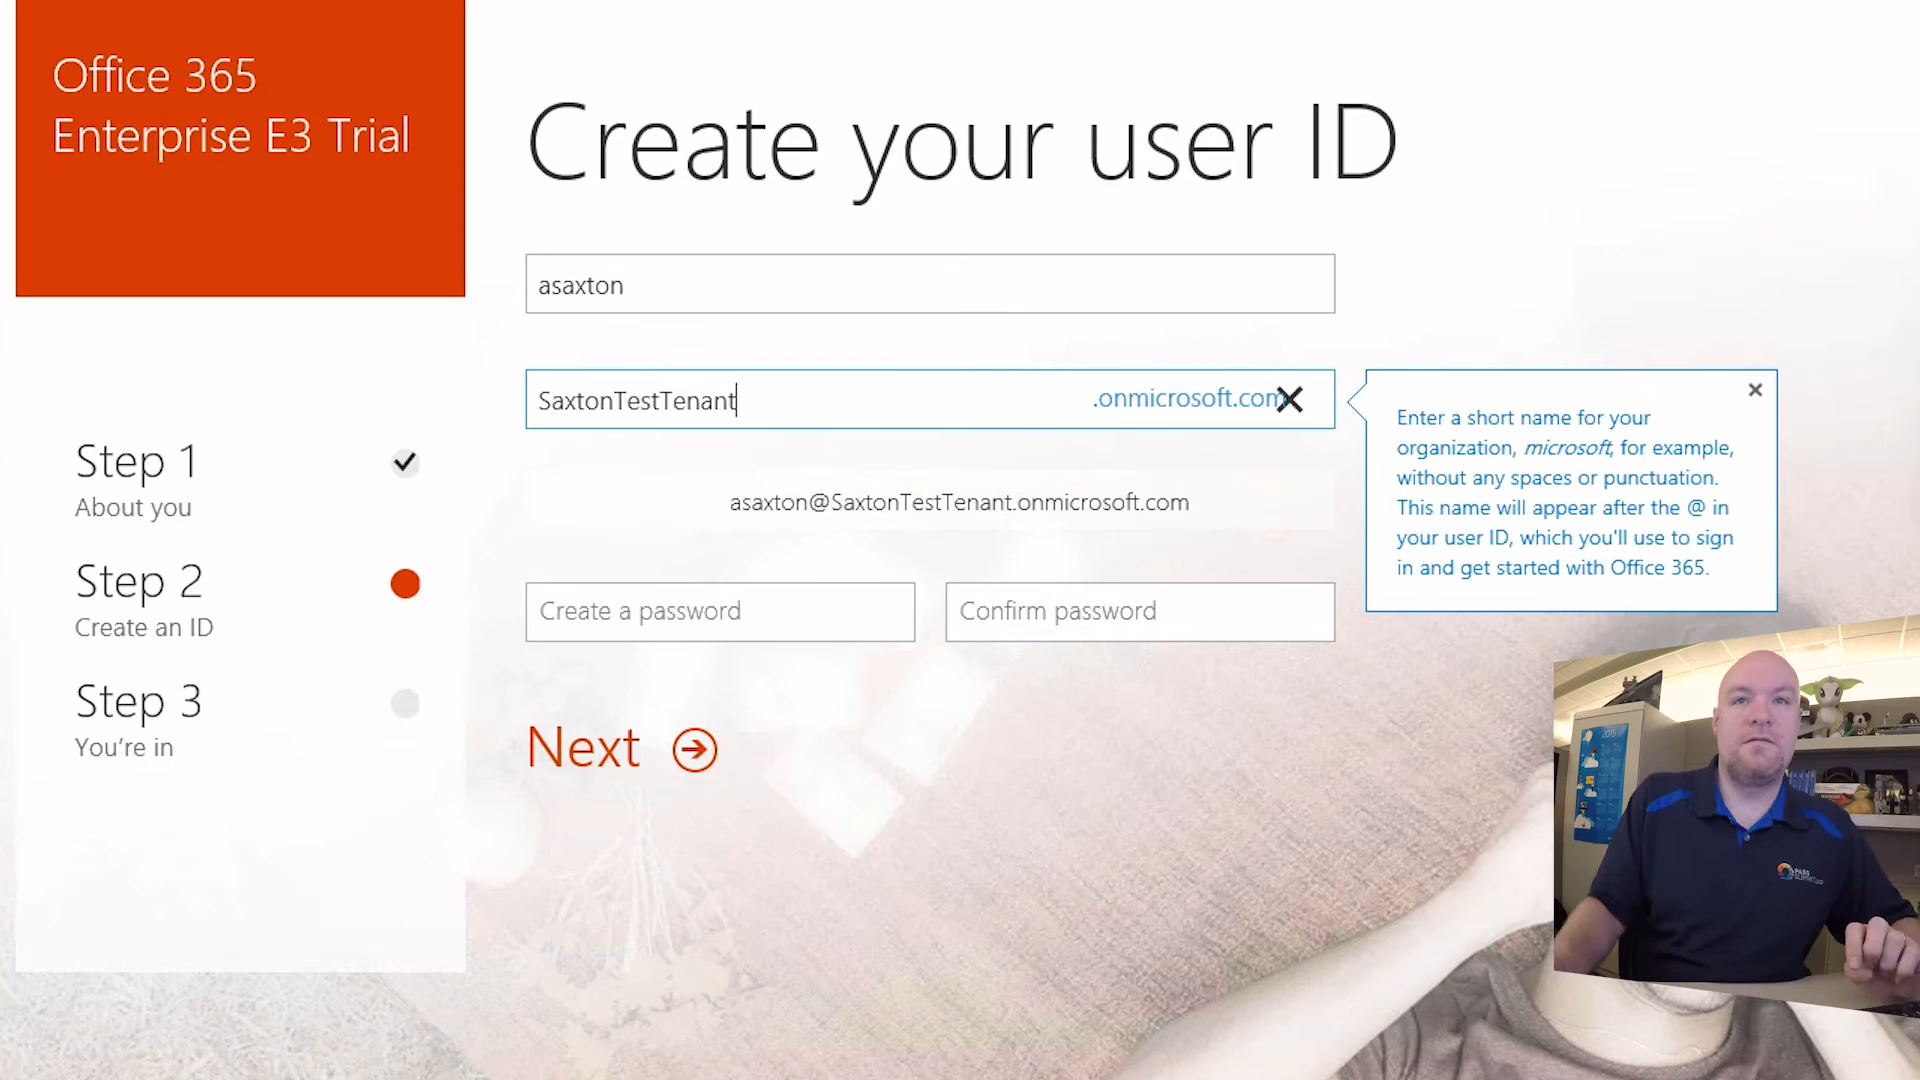 Office 365
Enterprise E3 Trial
Create your user ID
asaxton
SaxtonTestTenant
.onmicrosoft.com
Enter a short name for your
organization, microsoft, for example,
without any spaces or punctuation.
This name will appear after the @ in
your user ID, which you'll use to sign
in and get started with Office 365.
asaxton@SaxtonTestTenant.onmicrosoft.com
Create a password
Confirm password
Next
Step 1
About you
Step 2
Create an ID
Step 3
You're in
2015
PASS